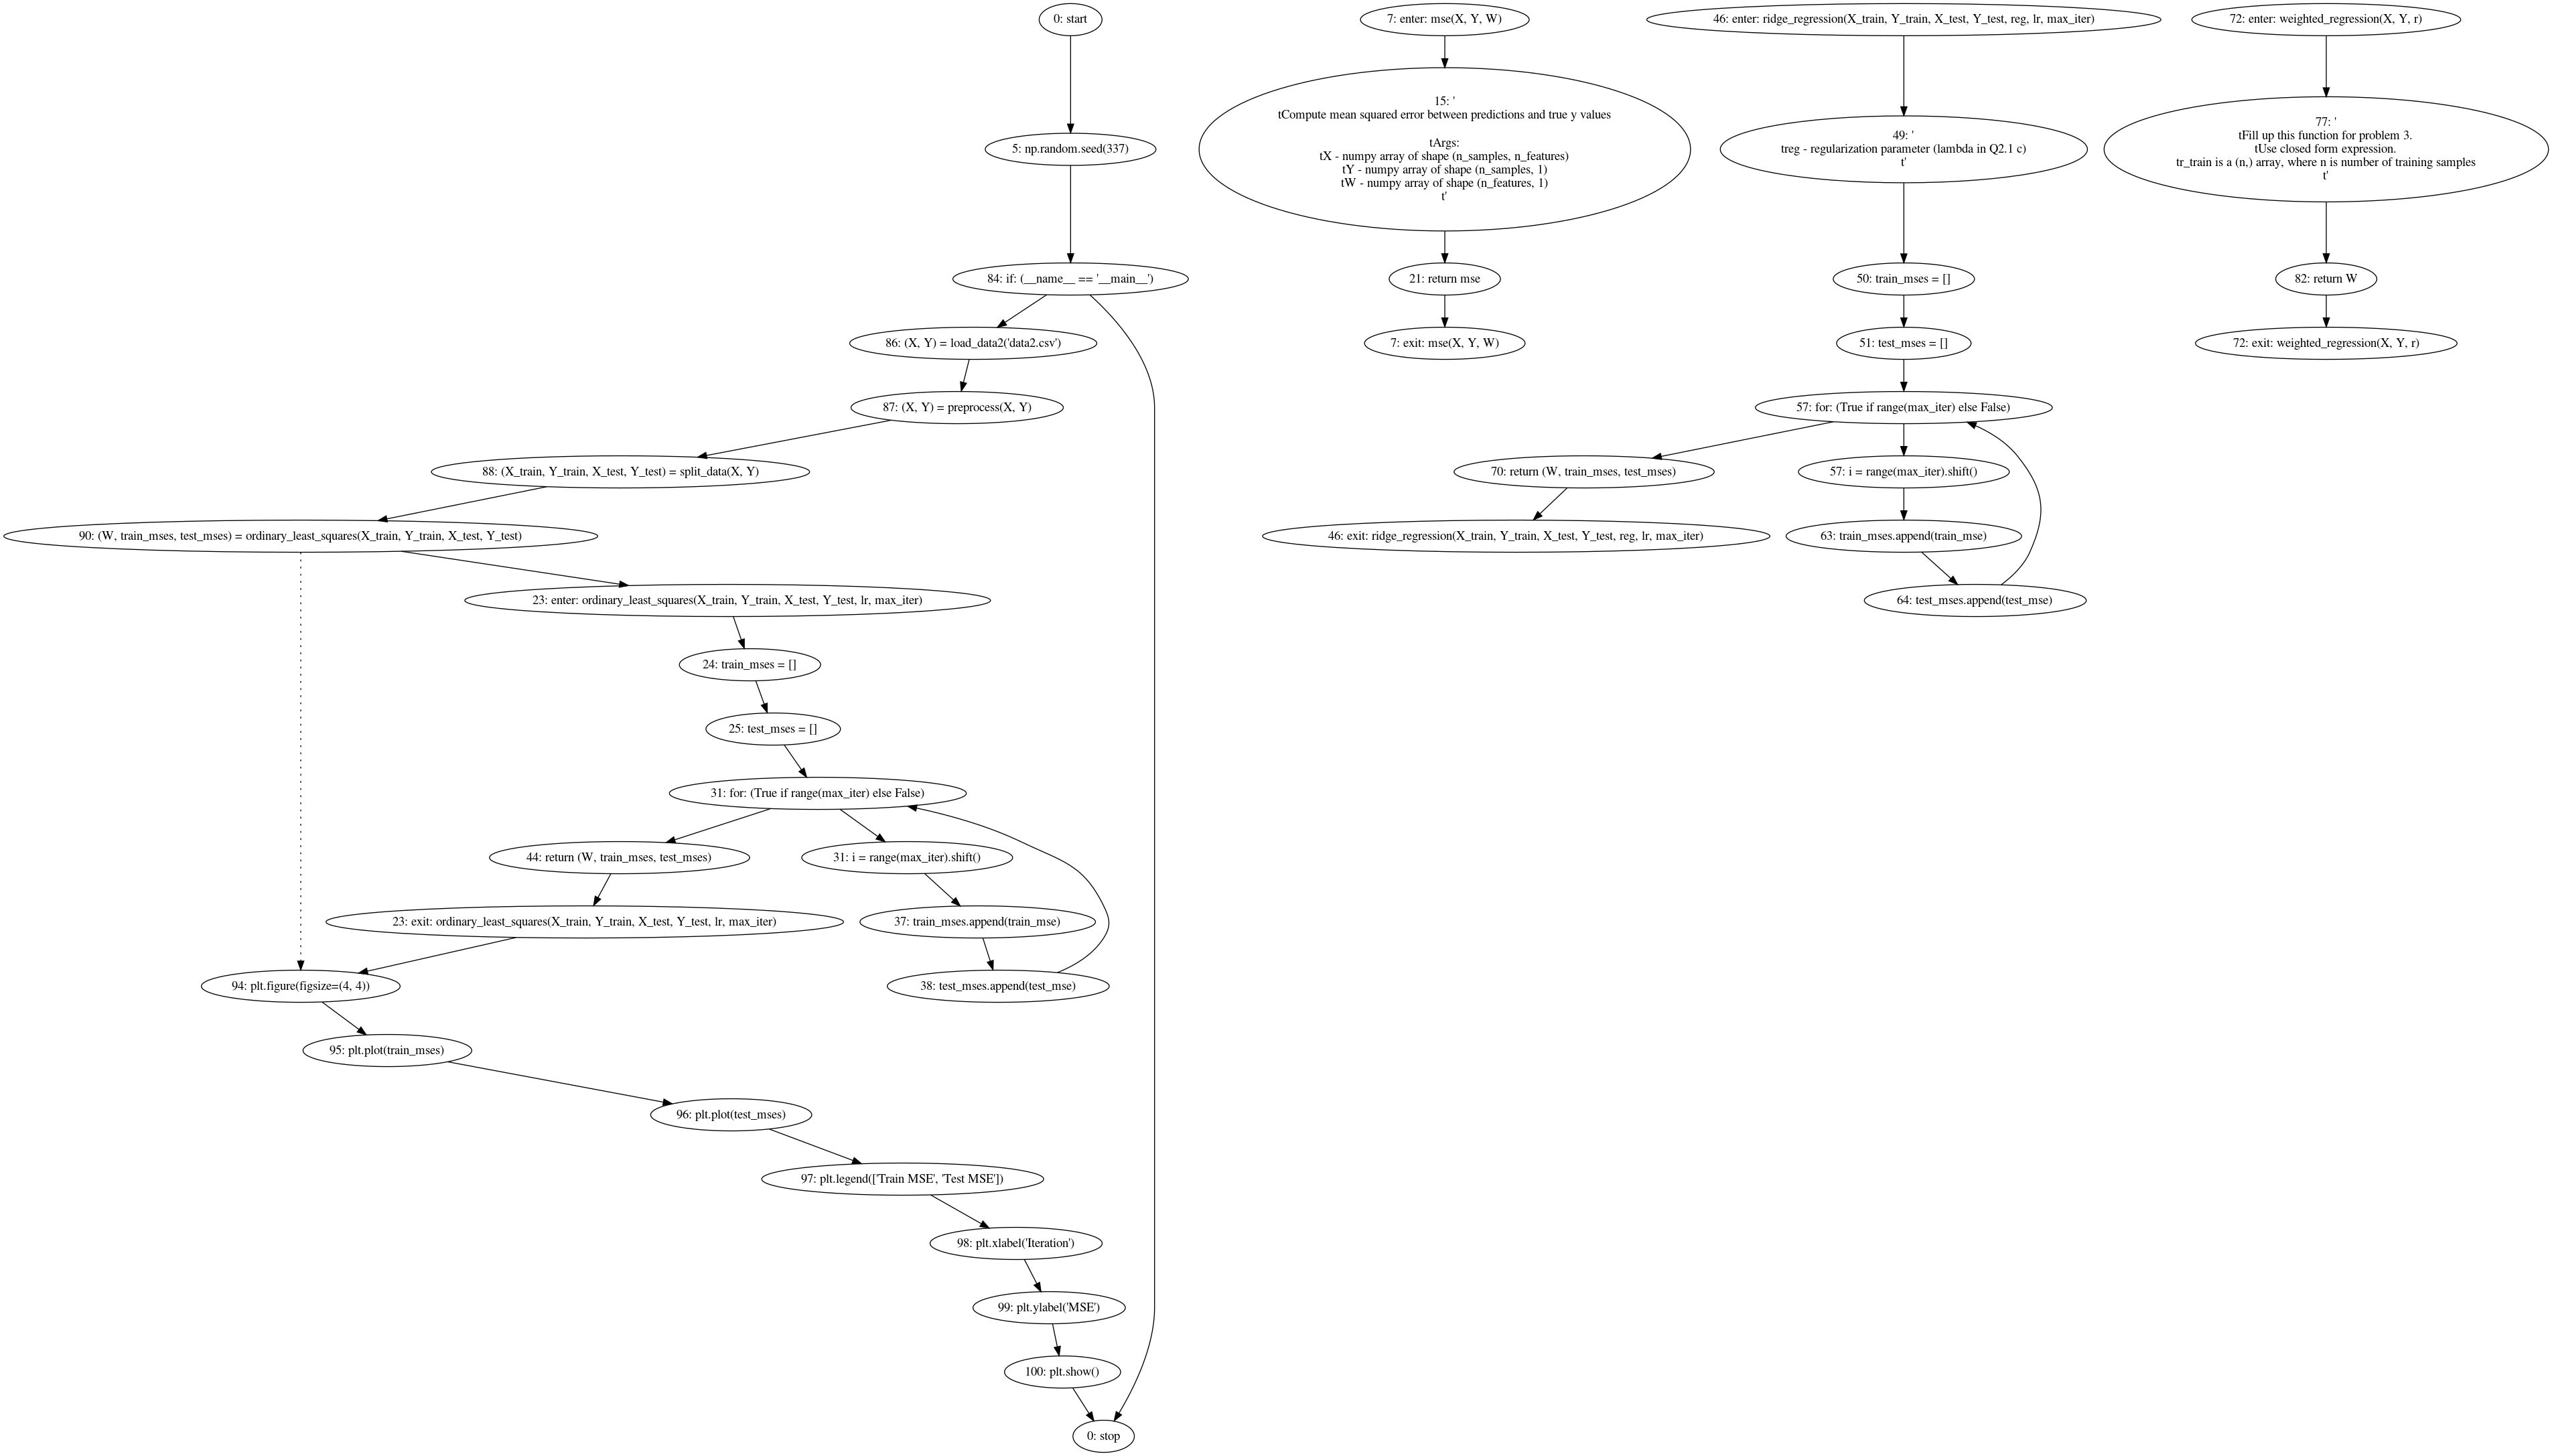 0: start
5: np.random.seed(337)
84: if: (__name__ == '__main__')
86: (X, Y) = load_data2('data2.csv')
87: (X, Y) = preprocess(X, Y)
88: (X_train, Y_train, X_test, Y_test) = split_data(X, Y)
90: (W, train_mses, test_mses) = ordinary_least_squares(X_train, Y_train, X_test, Y_test)
23: enter: ordinary_least_squares(X_train, Y_train, X_test, Y_test, lr, max_iter)
24: train_mses = []
25: test_mses = []
31: for: (True if range(max_iter) else False)
44: return (W, train_mses, test_mses)
31: i = range(max_iter).shift()
23: exit: ordinary_least_squares(X_train, Y_train, X_test, Y_test, lr, max_iter)
37: train_mses.append(train_mse)
94: plt.figure(figsize=(4, 4))
38: test_mses.append(test_mse)
95: plt.plot(train_mses)
96: plt.plot(test_mses)
97: plt.legend(['Train MSE', 'Test MSE'])
98: plt.xlabel('Iteration')
99: plt.ylabel('MSE')
100: plt.show()
0: stop
7: enter: mse(X, Y, W)
15: '
tCompute mean squared error between predictions and true y values
tArgs:
tX - numpy array of shape (n_samples, n_features)
tY - numpy array of shape (n_samples, 1)
tW - numpy array of shape (n_features, 1)
t'
21: return mse
7: exit: mse(X, Y, W)
46: enter: ridge_regression(X_train, Y_train, X_test, Y_test, reg, lr, max_iter)
49: '
treg - regularization parameter (lambda in Q2.1 c)
t'
50: train_mses = []
51: test_mses = []
57: for: (True if range(max_iter) else False)
70: return (W, train_mses, test_mses)
57: i = range(max_iter).shift()
46: exit: ridge_regression(X_train, Y_train, X_test, Y_test, reg, lr, max_iter)
63: train_mses.append(train_mse)
64: test_mses.append(test_mse)
72: enter: weighted_regression(X, Y, r)
77: '
tFill up this function for problem 3.
tUse closed form expression.
tr_train is a (n,) array, where n is number of training samples
t'
82: return W
72: exit: weighted_regression(X, Y, r)